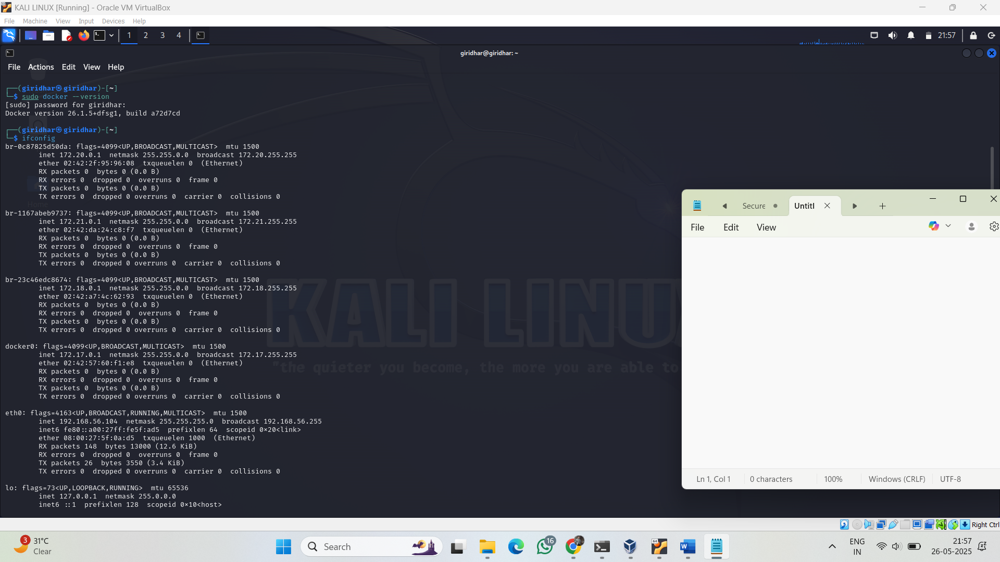 KALI LINUX [Running] - Oracle VM VirtualBox
File Machine View Input Devices Help
1 2 3 4
21:57
giridhar@giridhar: ~
File Actions Edit View Help
┌──(giridhar㉿giridhar)-[~]
└─$ sudo docker --version
[sudo] password for giridhar:
Docker version 26.1.5+dfsg1, build a72d7cd
┌──(giridhar㉿giridhar)-[~]
└─$ ifconfig
br-0c87825d50da: flags=4099<UP,BROADCAST,MULTICAST>  mtu 1500
inet 172.20.0.1  netmask 255.255.0.0  broadcast 172.20.255.255
ether 02:42:2f:95:96:08  txqueuelen 0  (Ethernet)
RX packets 0  bytes 0 (0.0 B)
RX errors 0  dropped 0  overruns 0  frame 0
TX packets 0  bytes 0 (0.0 B)
TX errors 0  dropped 0 overruns 0  carrier 0  collisions 0
Home
br-1167abeb9737: flags=4099<UP,BROADCAST,MULTICAST>  mtu 1500
inet 172.21.0.1  netmask 255.255.0.0  broadcast 172.21.255.255
ether 02:42:da:24:c8:f7  txqueuelen 0  (Ethernet)
RX packets 0  bytes 0 (0.0 B)
RX errors 0  dropped 0  overruns 0  frame 0
TX packets 0  bytes 0 (0.0 B)
TX errors 0  dropped 0 overruns 0  carrier 0  collisions 0
br-23c46edc8674: flags=4099<UP,BROADCAST,MULTICAST>  mtu 1500
inet 172.18.0.1  netmask 255.255.0.0  broadcast 172.18.255.255
ether 02:42:a7:4c:62:93  txqueuelen 0  (Ethernet)
RX packets 0  bytes 0 (0.0 B)
RX errors 0  dropped 0  overruns 0  frame 0
TX packets 0  bytes 0 (0.0 B)
TX errors 0  dropped 0 overruns 0  carrier 0  collisions 0
docker0: flags=4099<UP,BROADCAST,MULTICAST>  mtu 1500
inet 172.17.0.1  netmask 255.255.0.0  broadcast 172.17.255.255
ether 02:42:57:60:f1:e8  txqueuelen 0  (Ethernet)
RX packets 0  bytes 0 (0.0 B)
RX errors 0  dropped 0  overruns 0  frame 0
TX packets 0  bytes 0 (0.0 B)
TX errors 0  dropped 0 overruns 0  carrier 0  collisions 0
eth0: flags=4163<UP,BROADCAST,RUNNING,MULTICAST>  mtu 1500
inet 192.168.56.104  netmask 255.255.255.0  broadcast 192.168.56.255
inet6 fe80::a00:27ff:fe5f:ad5  prefixlen 64  scopeid 0×20<link>
ether 08:00:27:5f:0a:d5  txqueuelen 1000  (Ethernet)
RX packets 148  bytes 13000 (12.6 KiB)
RX errors 0  dropped 0  overruns 0  frame 0
TX packets 26  bytes 3550 (3.4 KiB)
TX errors 0  dropped 0 overruns 0  carrier 0  collisions 0
lo: flags=73<UP,LOOPBACK,RUNNING>  mtu 65536
inet 127.0.0.1  netmask 255.0.0.0
inet6 ::1  prefixlen 128  scopeid 0×10<host>
KALI LINU
"the quieter you become, the more you are able to
Secure
Untitl
File Edit View
Ln 1, Col 1
0 characters
100%
Windows (CRLF)
UTF-8
Right Ctrl
3
31°C
Clear
Search
16
64
ENG
IN
21:57
26-05-2025